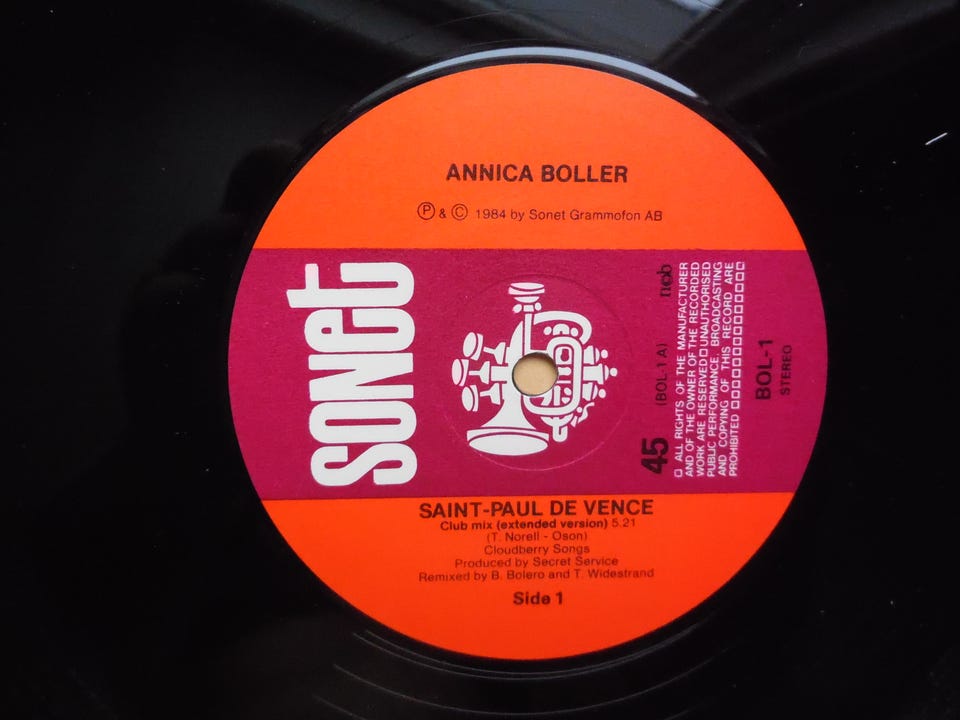 ANNICA BOLLER
Ⓟ & © 1984 by Sonet Grammofon AB
sonet
45
(BOL-1 A)
ncb
□ ALL RIGHTS OF THE MANUFACTURER
AND OF THE OWNER OF THE RECORDED
WORK ARE RESERVED □ UNAUTHORISED
PUBLIC PERFORMANCE, BROADCASTING
AND COPYING OF THIS RECORD ARE
PROHIBITED □□□□□□□□□□□□
BOL-1
STEREO
SAINT-PAUL DE VENCE
Club mix (extended version) 5.21
(T. Norell - Oson)
Cloudberry Songs
Produced by Secret Service
Remixed by B. Bolero and T. Widestrand
Side 1